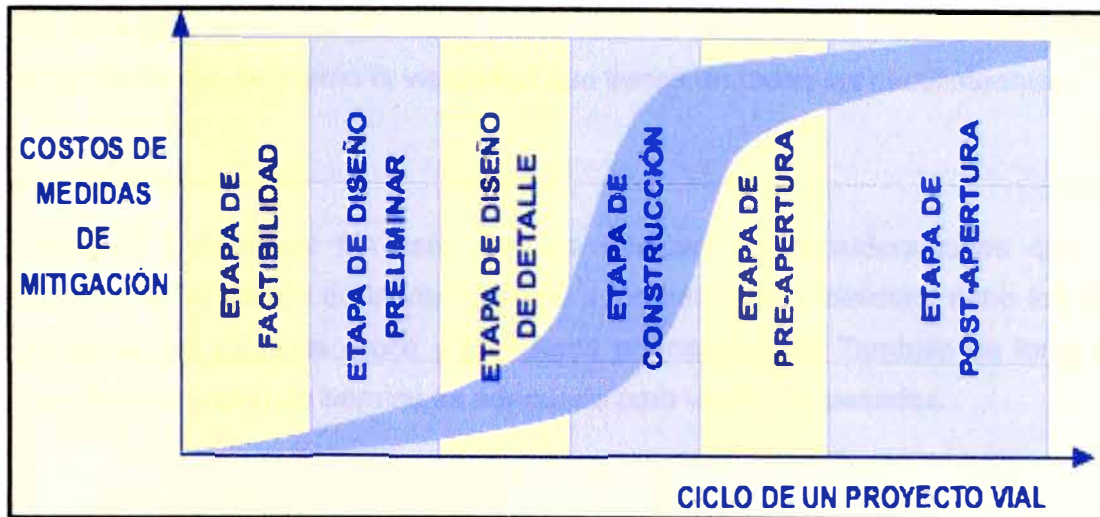 COSTOS DE
MEDIDAS
DE
MITIGACIÓN
ETAPA DE
FACTIBILIDAD
ETAPA DE DISEÑO
PRELIMINAR
ETAPA DE DISEÑO
DE DETALLE
ETAPA DE
CONSTRUCCIÓN
ETAPA DE
PRE-APERTURA
ETAPA DE
POST-APERTURA
CICLO DE UN PROYECTO VIAL